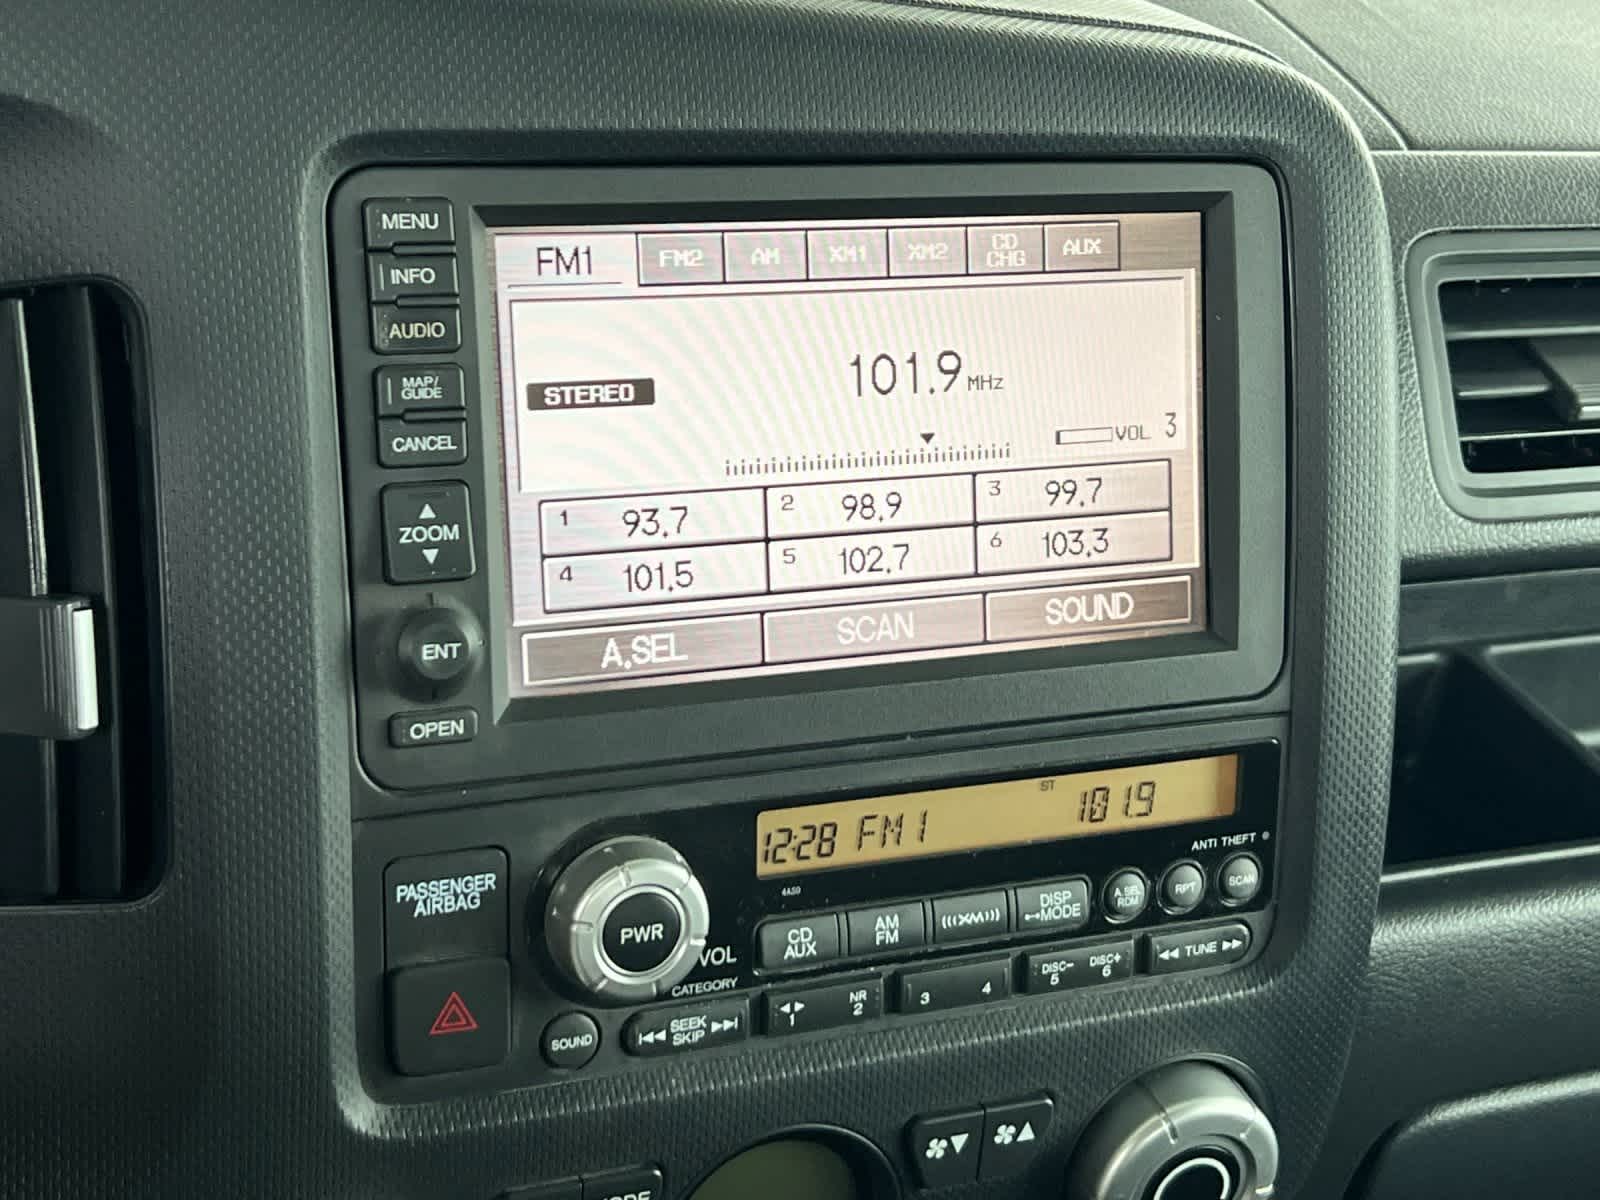 MENU
INFO
AUDIO
MAP/
GUIDE
CANCEL
ZOOM
ENT
OPEN
FM1 FM2 AM XM1 XM2 CD CHG AUX
STEREO
101.9 MHz
VOL 3
1 93.7 2 98.9 3 99.7
4 101.5 5 102.7 6 103.3
A.SEL SCAN SOUND
12:28 FM1 ST 101.9
ANTI THEFT
4AS0
PASSENGER
AIRBAG
PWR
VOL
CD
AUX
AM
FM
XM
DISP
MODE
A.SEL
RDM
RPT
SCAN
CATEGORY
SOUND
SEEK
SKIP
1 NR 2
3 4
DISC- 5 DISC+ 6
TUNE
MODE